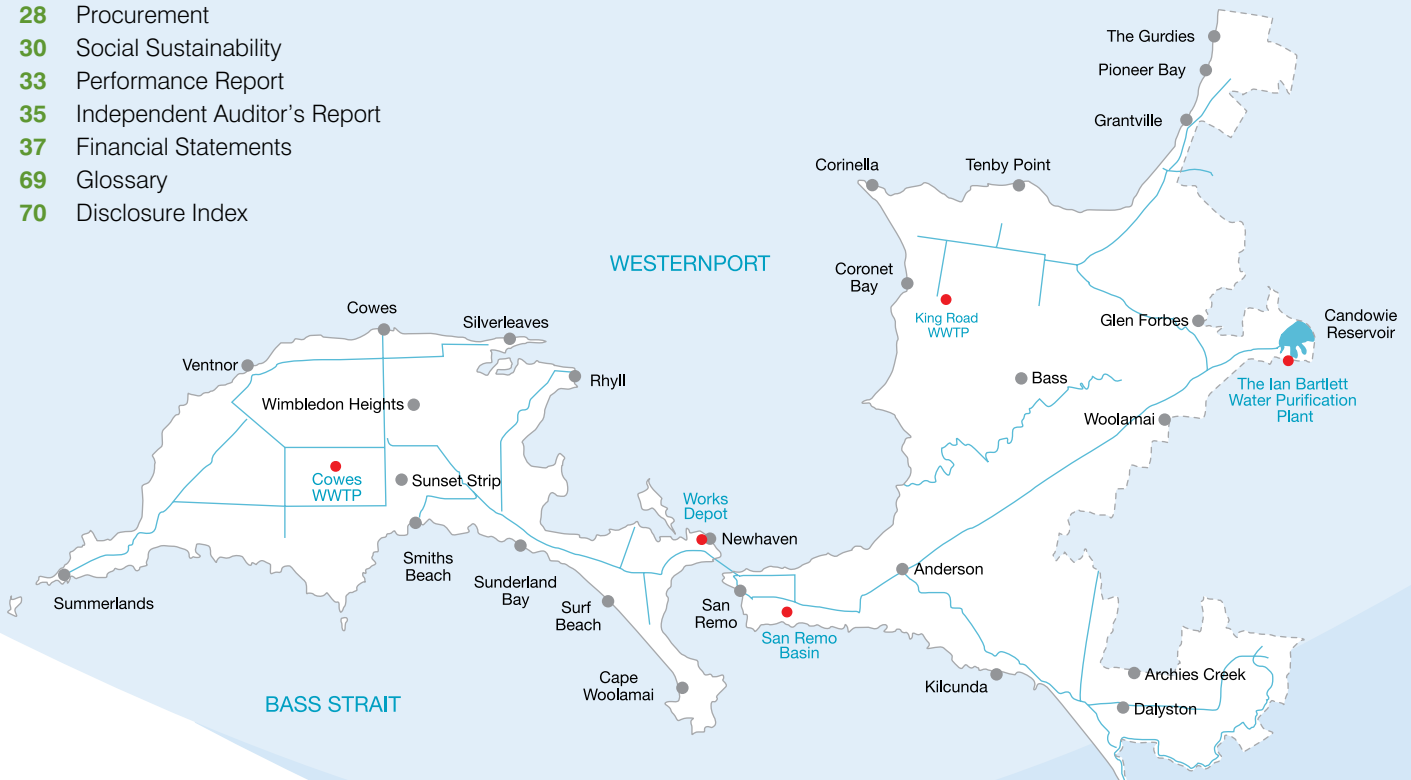 28 Procurement
30 Social Sustainability
33 Performance Report
35 Independent Auditor's Report
37 Financial Statements
69 Glossary
70 Disclosure Index
The Gurdies
Pioneer Bay
Grantville
Corinella
Tenby Point
WESTERNPORT
Coronet
Bay
King Road
WWTP
Glen Forbes
Candowie
Reservoir
The Ian Bartlett
Water Purification
Plant
Bass
Woolamai
Cowes
Silverleaves
Ventnor
Rhyll
Wimbledon Heights
Cowes
WWTP
Sunset Strip
Works
Depot
Newhaven
Smiths
Beach
Sunderland
Bay
Surf
Beach
Summerlands
San
Remo
San Remo
Basin
Anderson
Cape
Woolamai
Kilcunda
Archies Creek
Dalyston
BASS STRAIT